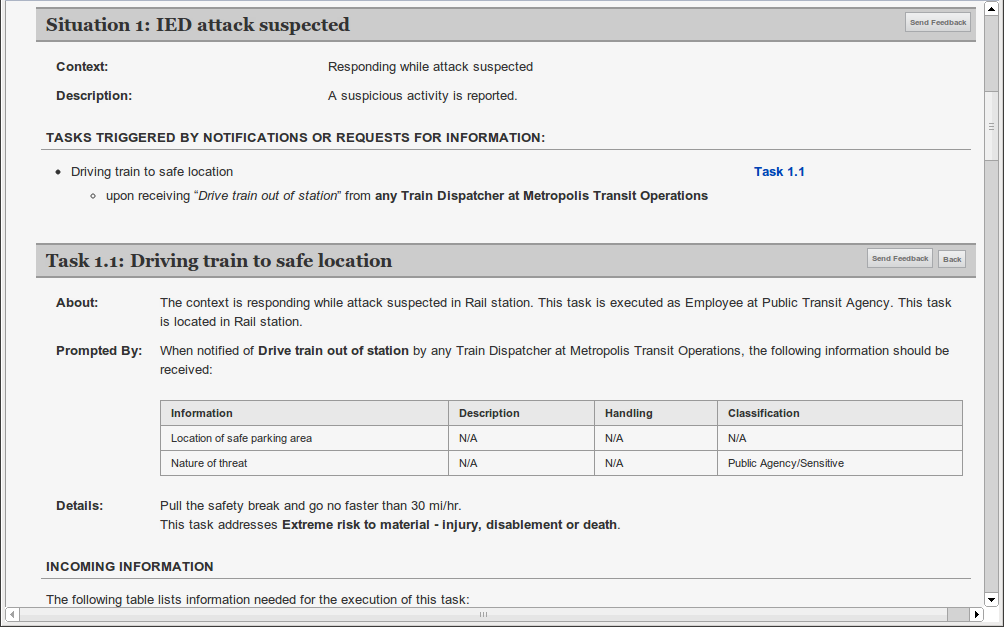 Situation 1: IED attack suspected
Send Feedback
Context: Responding while attack suspected
Description: A suspicious activity is reported.
TASKS TRIGGERED BY NOTIFICATIONS OR REQUESTS FOR INFORMATION:
• Driving train to safe location Task 1.1
○ upon receiving “Drive train out of station” from any Train Dispatcher at Metropolis Transit Operations
Task 1.1: Driving train to safe location
Send Feedback Back
About: The context is responding while attack suspected in Rail station. This task is executed as Employee at Public Transit Agency. This task
is located in Rail station.
Prompted By: When notified of Drive train out of station by any Train Dispatcher at Metropolis Transit Operations, the following information should be
received:
Information Description Handling Classification
Location of safe parking area N/A N/A N/A
Nature of threat N/A N/A Public Agency/Sensitive
Details: Pull the safety break and go no faster than 30 mi/hr.
This task addresses Extreme risk to material - injury, disablement or death.
INCOMING INFORMATION
The following table lists information needed for the execution of this task: